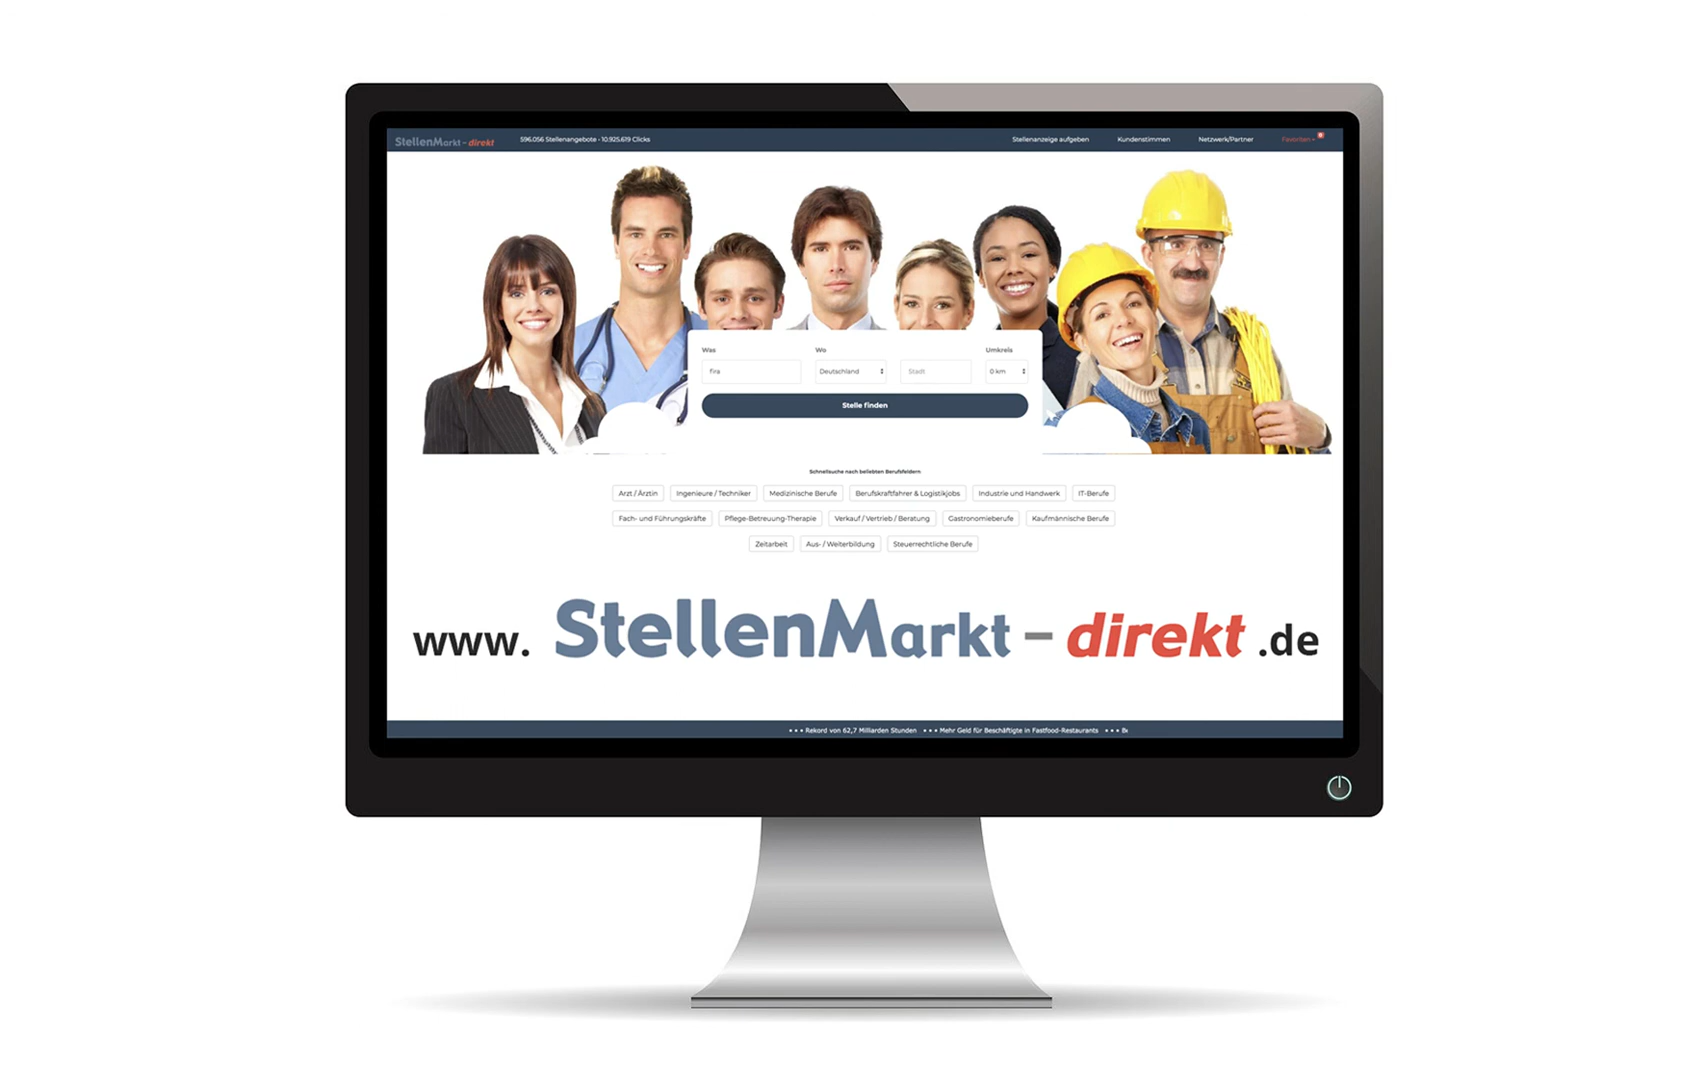 StellenMarkt-direkt 596.056 Stellenangebote • 10.925.619 Clicks Stellenanzeige aufgeben Kundenstimmen Netzwerk/Partner Favoriten 0
Was Wo Umkreis
fira Deutschland Stadt 0 km
Stelle finden
Schnellsuche nach beliebten Berufsfeldern
Arzt / Ärztin Ingenieure / Techniker Medizinische Berufe Berufskraftfahrer & Logistikjobs Industrie und Handwerk IT-Berufe
Fach- und Führungskräfte Pflege-Betreuung-Therapie Verkauf / Vertrieb / Beratung Gastronomieberufe Kaufmännische Berufe
Zeitarbeit Aus- / Weiterbildung Steuerrechtliche Berufe
www. StellenMarkt-direkt .de
• • • Rekord von 62,7 Milliarden Stunden • • • Mehr Geld für Beschäftigte in Fastfood-Restaurants • • • Be